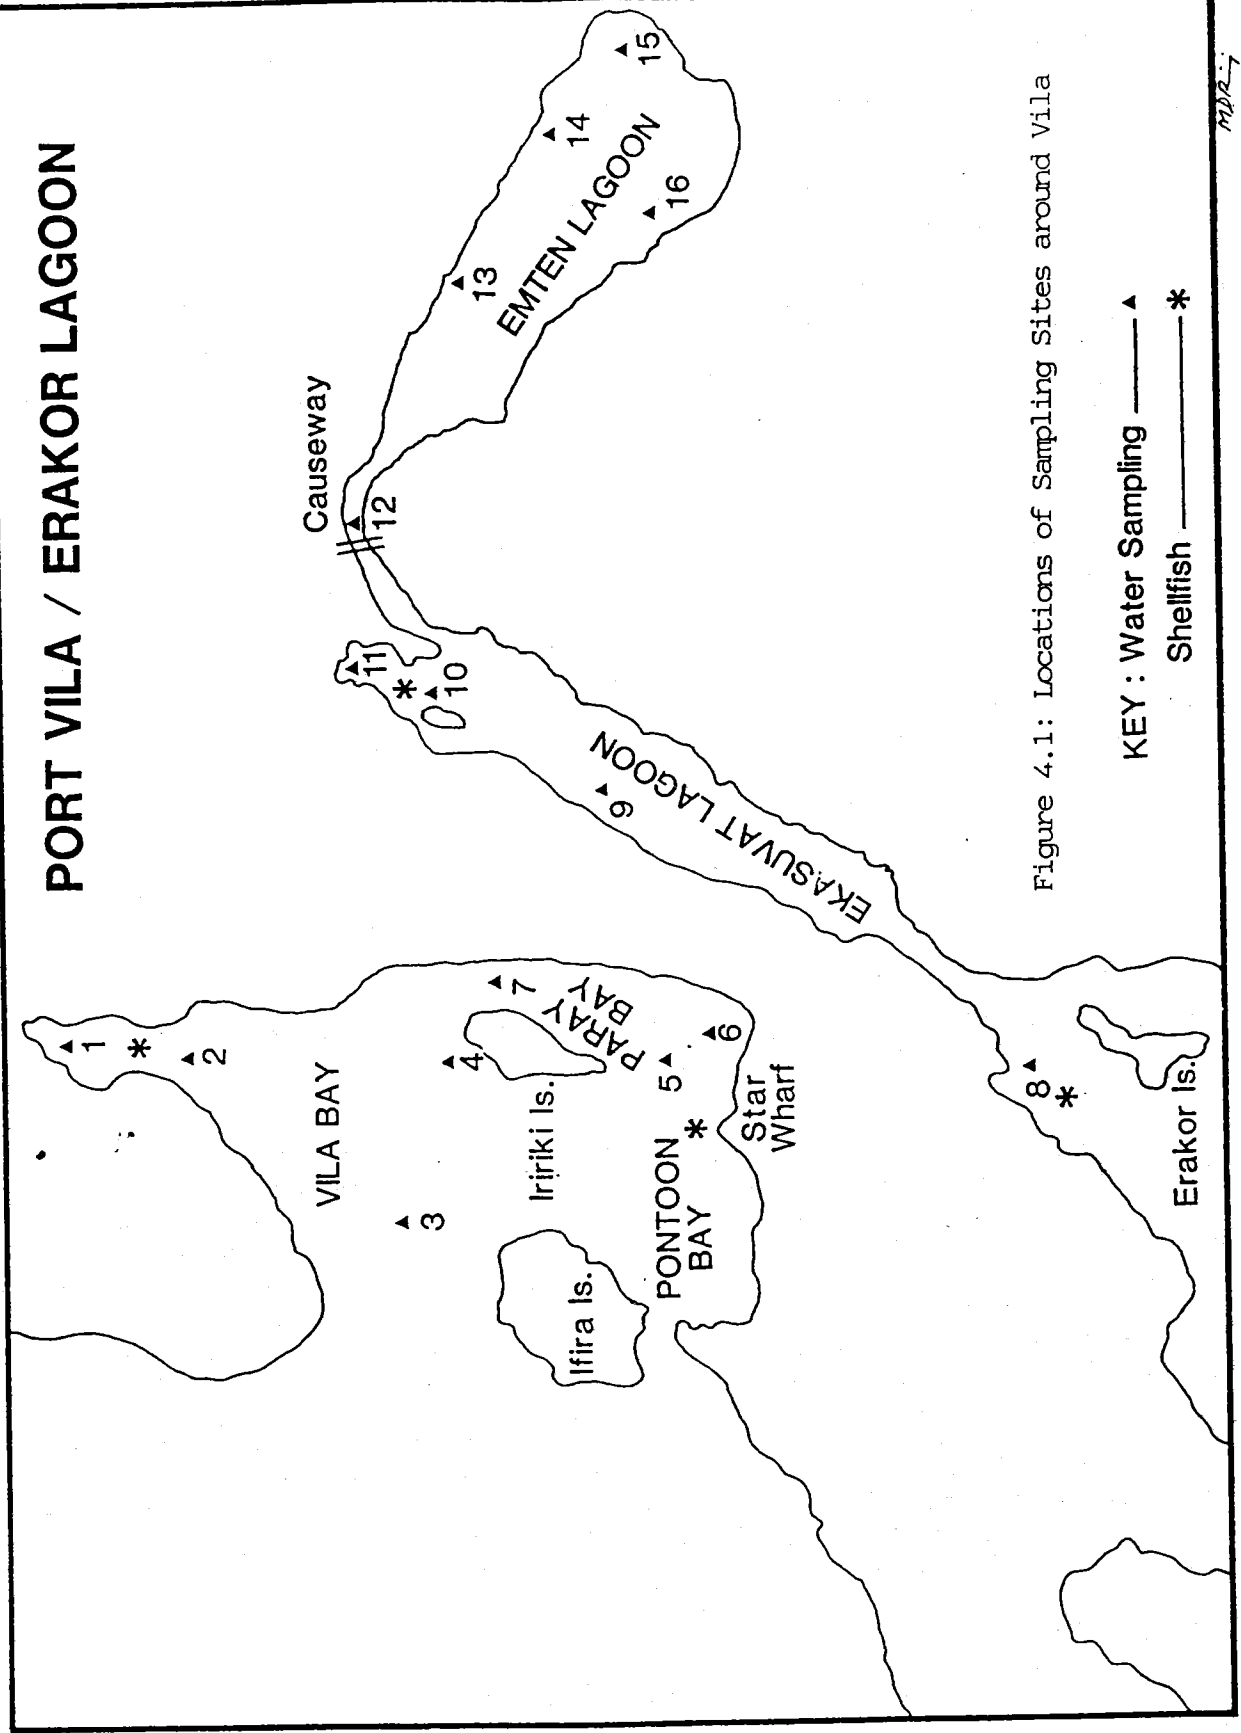 PORT VILA / ERAKOR LAGOON
1
2
VILA BAY
3
4
7
Iririki Is.
PARAY
BAY
Ifira Is.
PONTOON
BAY
5
6
Star
Wharf
8
Erakor Is.
EKASUVAT LAGOON
9
10
11
Causeway
12
13
EMTEN LAGOON
14
15
16
Figure 4.1: Locations of Sampling Sites around Vila
KEY : Water Sampling
Shellfish